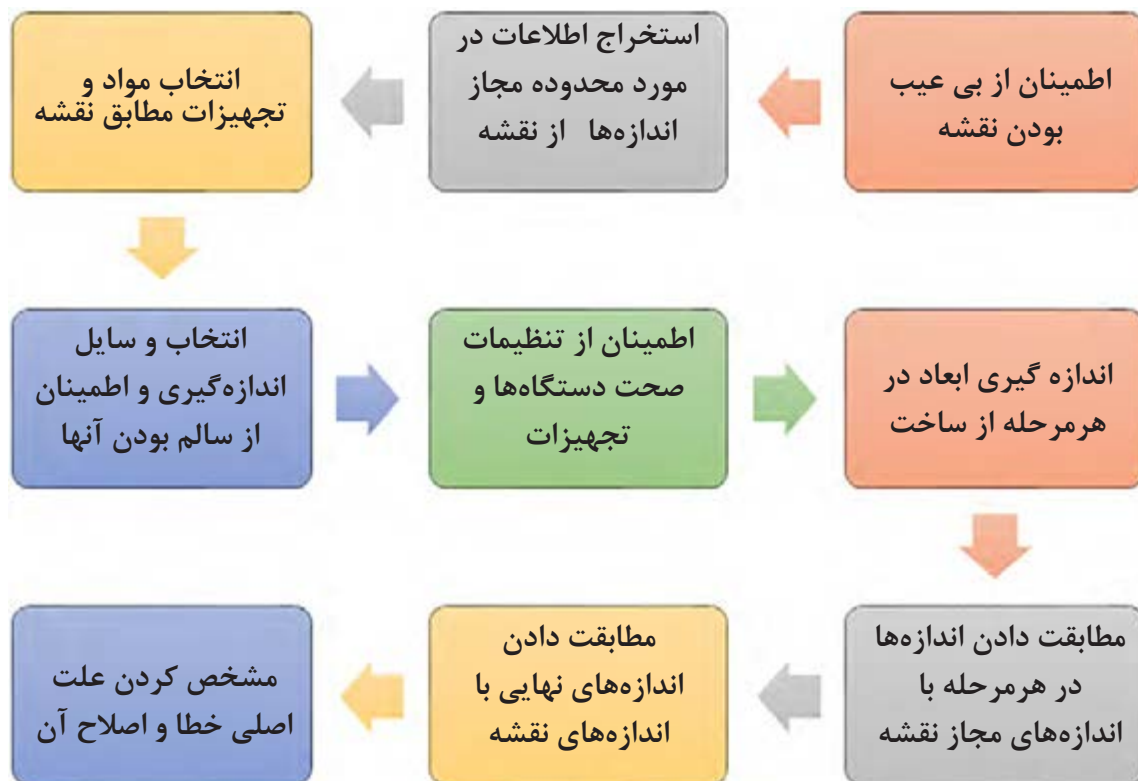 اطمینان از بی عیب
بودن نقشه
استخراج اطلاعات در
مورد محدوده مجاز
اندازه‌ها از نقشه
انتخاب مواد و
تجهیزات مطابق نقشه
انتخاب و سایل
اندازه‌گیری و اطمینان
از سالم بودن آنها
اطمینان از تنظیمات
صحت دستگاه‌ها و
تجهیزات
اندازه گیری ابعاد در
هرمرحله از ساخت
مطابقت دادن اندازه‌ها
در هرمرحله با
اندازه‌های مجاز نقشه
مطابقت دادن
اندازه‌های نهایی با
اندازه‌های نقشه
مشخص کردن علت
اصلی خطا و اصلاح آن